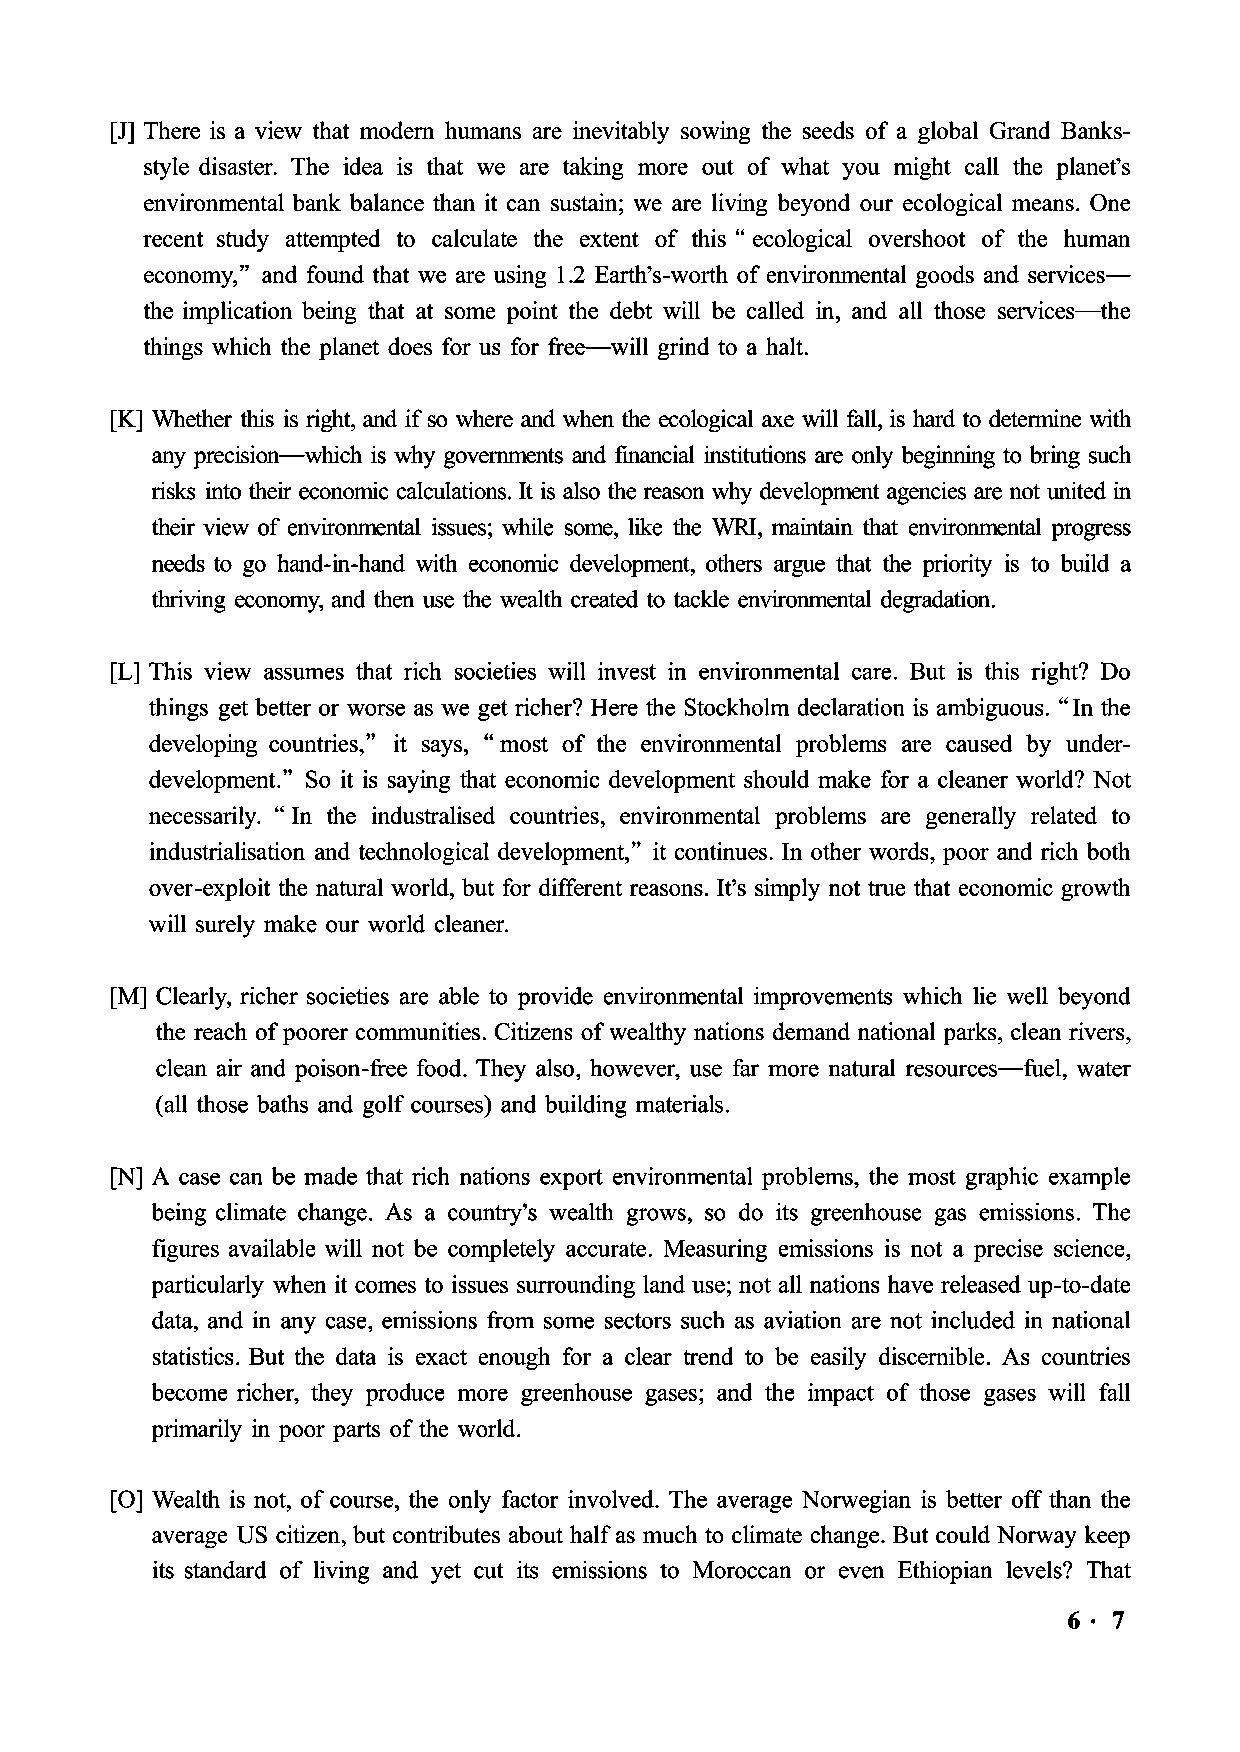 [J] There is a view that modern humans are inevitably sowing the seeds of a global Grand Banks-
style disaster. The idea is that we are taking more out of what you might call the planet’s
environmental bank balance than it can sustain; we are living beyond our ecological means. One
recent study attempted to calculate the extent of this “ ecological overshoot of the human
economy,” and found that we are using 1.2 Earth’s-worth of environmental goods and services—
the implication being that at some point the debt will be called in, and all those services—the
things which the planet does for us for free—will grind to a halt.
[K] Whether this is right, and if so where and when the ecological axe will fall, is hard to determine with
any precision—which is why governments and financial institutions are only beginning to bring such
risks into their economic calculations. It is also the reason why development agencies are not united in
their view of environmental issues; while some, like the WRI, maintain that environmental progress
needs to go hand-in-hand with economic development, others argue that the priority is to build a
thriving economy, and then use the wealth created to tackle environmental degradation.
[L] This view assumes that rich societies will invest in environmental care. But is this right? Do
things get better or worse as we get richer? Here the Stockholm declaration is ambiguous. “In the
developing countries,” it says, “ most of the environmental problems are caused by under-
development.” So it is saying that economic development should make for a cleaner world? Not
necessarily. “ In the industralised countries, environmental problems are generally related to
industrialisation and technological development,” it continues. In other words, poor and rich both
over-exploit the natural world, but for different reasons. It’s simply not true that economic growth
will surely make our world cleaner.
[M] Clearly, richer societies are able to provide environmental improvements which lie well beyond
the reach of poorer communities. Citizens of wealthy nations demand national parks, clean rivers,
clean air and poison-free food. They also, however, use far more natural resources—fuel, water
(all those baths and golf courses) and building materials.
[N] A case can be made that rich nations export environmental problems, the most graphic example
being climate change. As a country’s wealth grows, so do its greenhouse gas emissions. The
figures available will not be completely accurate. Measuring emissions is not a precise science,
particularly when it comes to issues surrounding land use; not all nations have released up-to-date
data, and in any case, emissions from some sectors such as aviation are not included in national
statistics. But the data is exact enough for a clear trend to be easily discernible. As countries
become richer, they produce more greenhouse gases; and the impact of those gases will fall
primarily in poor parts of the world.
[O] Wealth is not, of course, the only factor involved. The average Norwegian is better off than the
average US citizen, but contributes about half as much to climate change. But could Norway keep
its standard of living and yet cut its emissions to Moroccan or even Ethiopian levels? That
6 · 7